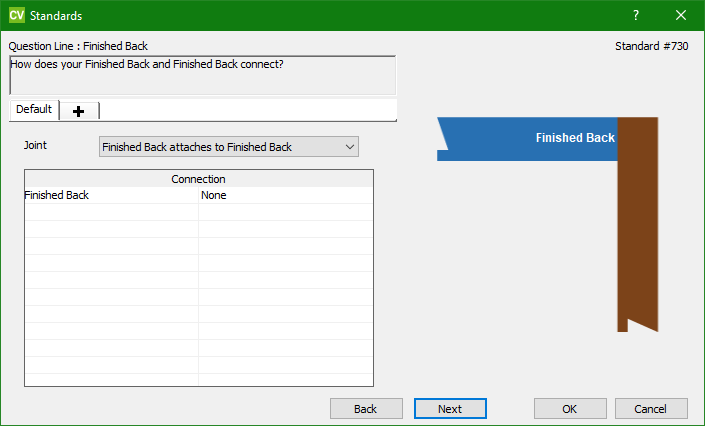 CV Standards
Question Line : Finished Back
Standard #730
How does your Finished Back and Finished Back connect?
Default
Joint
Finished Back attaches to Finished Back
Finished Back
Connection
Finished Back None
Back Next OK Cancel